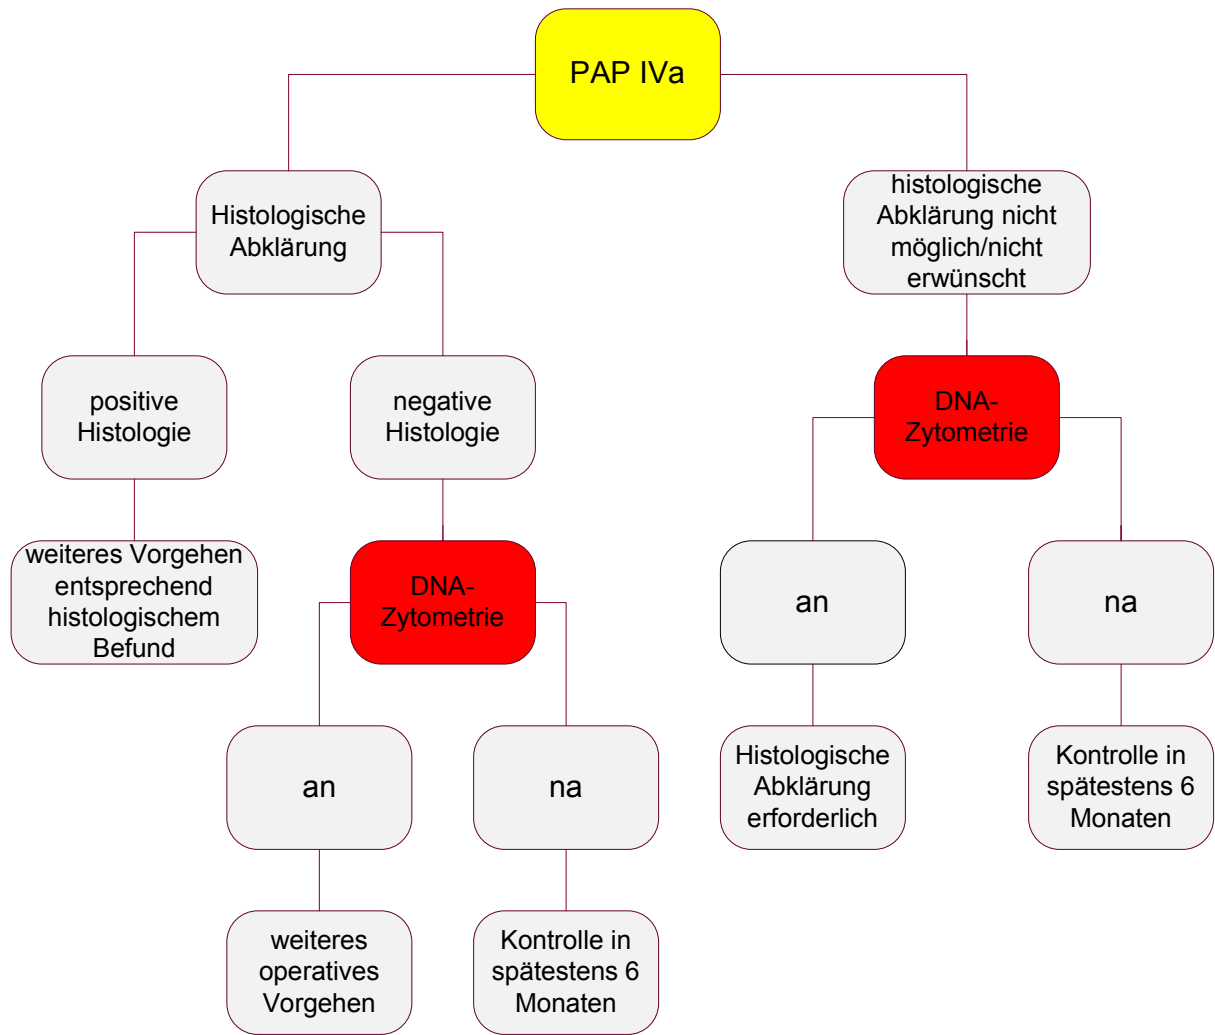 PAP IVa
Histologische
Abklärung
histologische
Abklärung nicht
möglich/nicht
erwünscht
positive
Histologie
negative
Histologie
DNA-
Zytometrie
weiteres Vorgehen
entsprechend
histologischem
Befund
DNA-
Zytometrie
an
na
an
na
Histologische
Abklärung
erforderlich
Kontrolle in
spätestens 6
Monaten
weiteres
operatives
Vorgehen
Kontrolle in
spätestens 6
Monaten